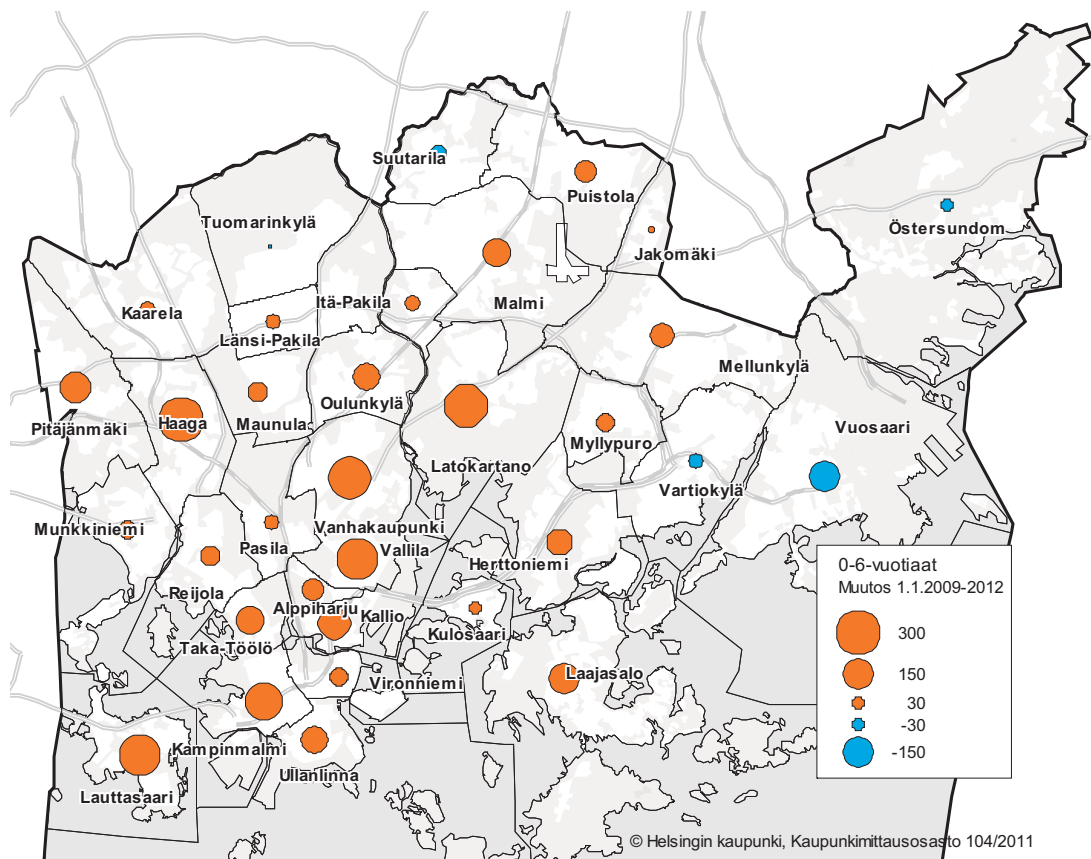 Suutarila
Puistola
Tuomarinkylä
Östersundom
Jakomäki
Itä-Pakila
Malmi
Kaarela
Länsi-Pakila
Mellunkylä
Oulunkylä
Pitäjänmäki
Haaga
Maunula
Myllypuro
Vuosaari
Latokartano
Vartiokylä
Munkkiniemi
Pasila
Vanhakaupunki
Vallila
Herttoniemi
Reijola
Alppiharju
Kallio
Kulosaari
Taka-Töölö
Vironniemi
Laajasalo
Kampinmalmi
Ullanlinna
Lauttasaari
0-6-vuotiaat
Muutos 1.1.2009-2012
300
150
30
-30
-150
© Helsingin kaupunki, Kaupunkimittausosasto 104/2011